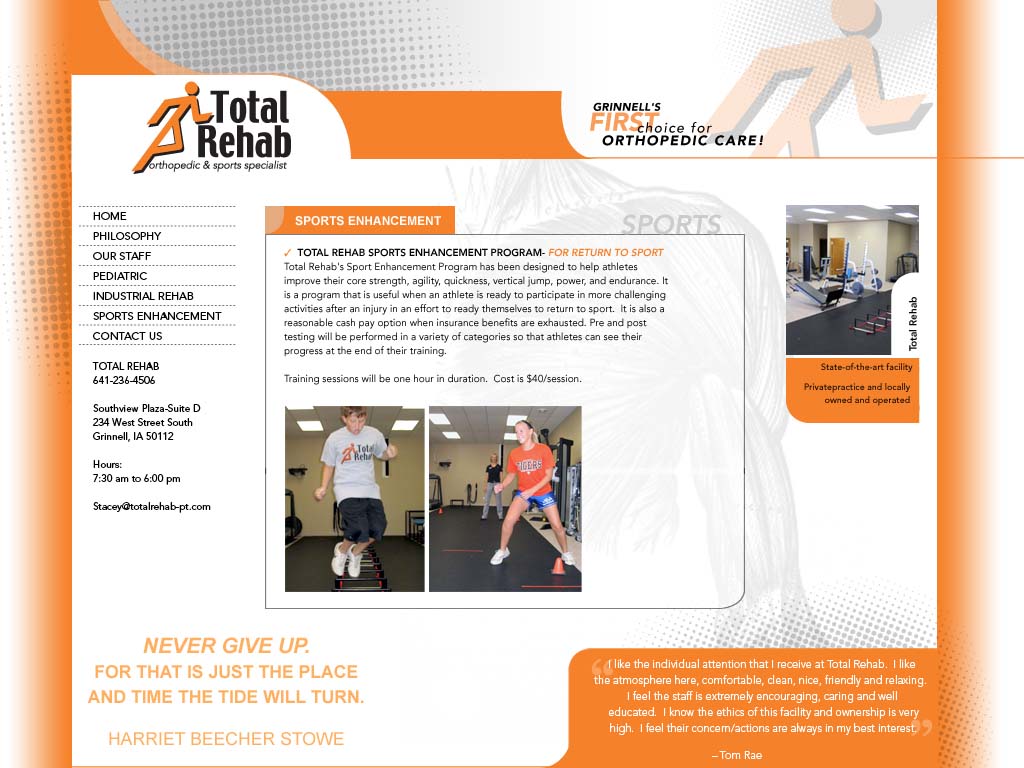 Total
Rehab
orthopedic & sports specialist
GRINNELL'S
FIRST choice for
ORTHOPEDIC CARE!
HOME
PHILOSOPHY
OUR STAFF
PEDIATRIC
INDUSTRIAL REHAB
SPORTS ENHANCEMENT
CONTACT US
TOTAL REHAB
641-236-4506
Southview Plaza-Suite D
234 West Street South
Grinnell, IA 50112
Hours:
7:30 am to 6:00 pm
Stacey@totalrehab-pt.com
SPORTS ENHANCEMENT
SPORTS
✓ TOTAL REHAB SPORTS ENHANCEMENT PROGRAM- FOR RETURN TO SPORT
Total Rehab's Sport Enhancement Program has been designed to help athletes
improve their core strength, agility, quickness, vertical jump, power, and endurance. It
is a program that is useful when an athlete is ready to participate in more challenging
activities after an injury in an effort to ready themselves to return to sport. It is also a
reasonable cash pay option when insurance benefits are exhausted. Pre and post
testing will be performed in a variety of categories so that athletes can see their
progress at the end of their training.
Training sessions will be one hour in duration. Cost is $40/session.
Total
Rehab
TIGERS
Total Rehab
State-of-the-art facility
Privatepractice and locally
owned and operated
NEVER GIVE UP.
FOR THAT IS JUST THE PLACE
AND TIME THE TIDE WILL TURN.
HARRIET BEECHER STOWE
“I like the individual attention that I receive at Total Rehab. I like
the atmosphere here, comfortable, clean, nice, friendly and relaxing.
I feel the staff is extremely encouraging, caring and well
educated. I know the ethics of this facility and ownership is very
high. I feel their concern/actions are always in my best interest.”
–Tom Rae